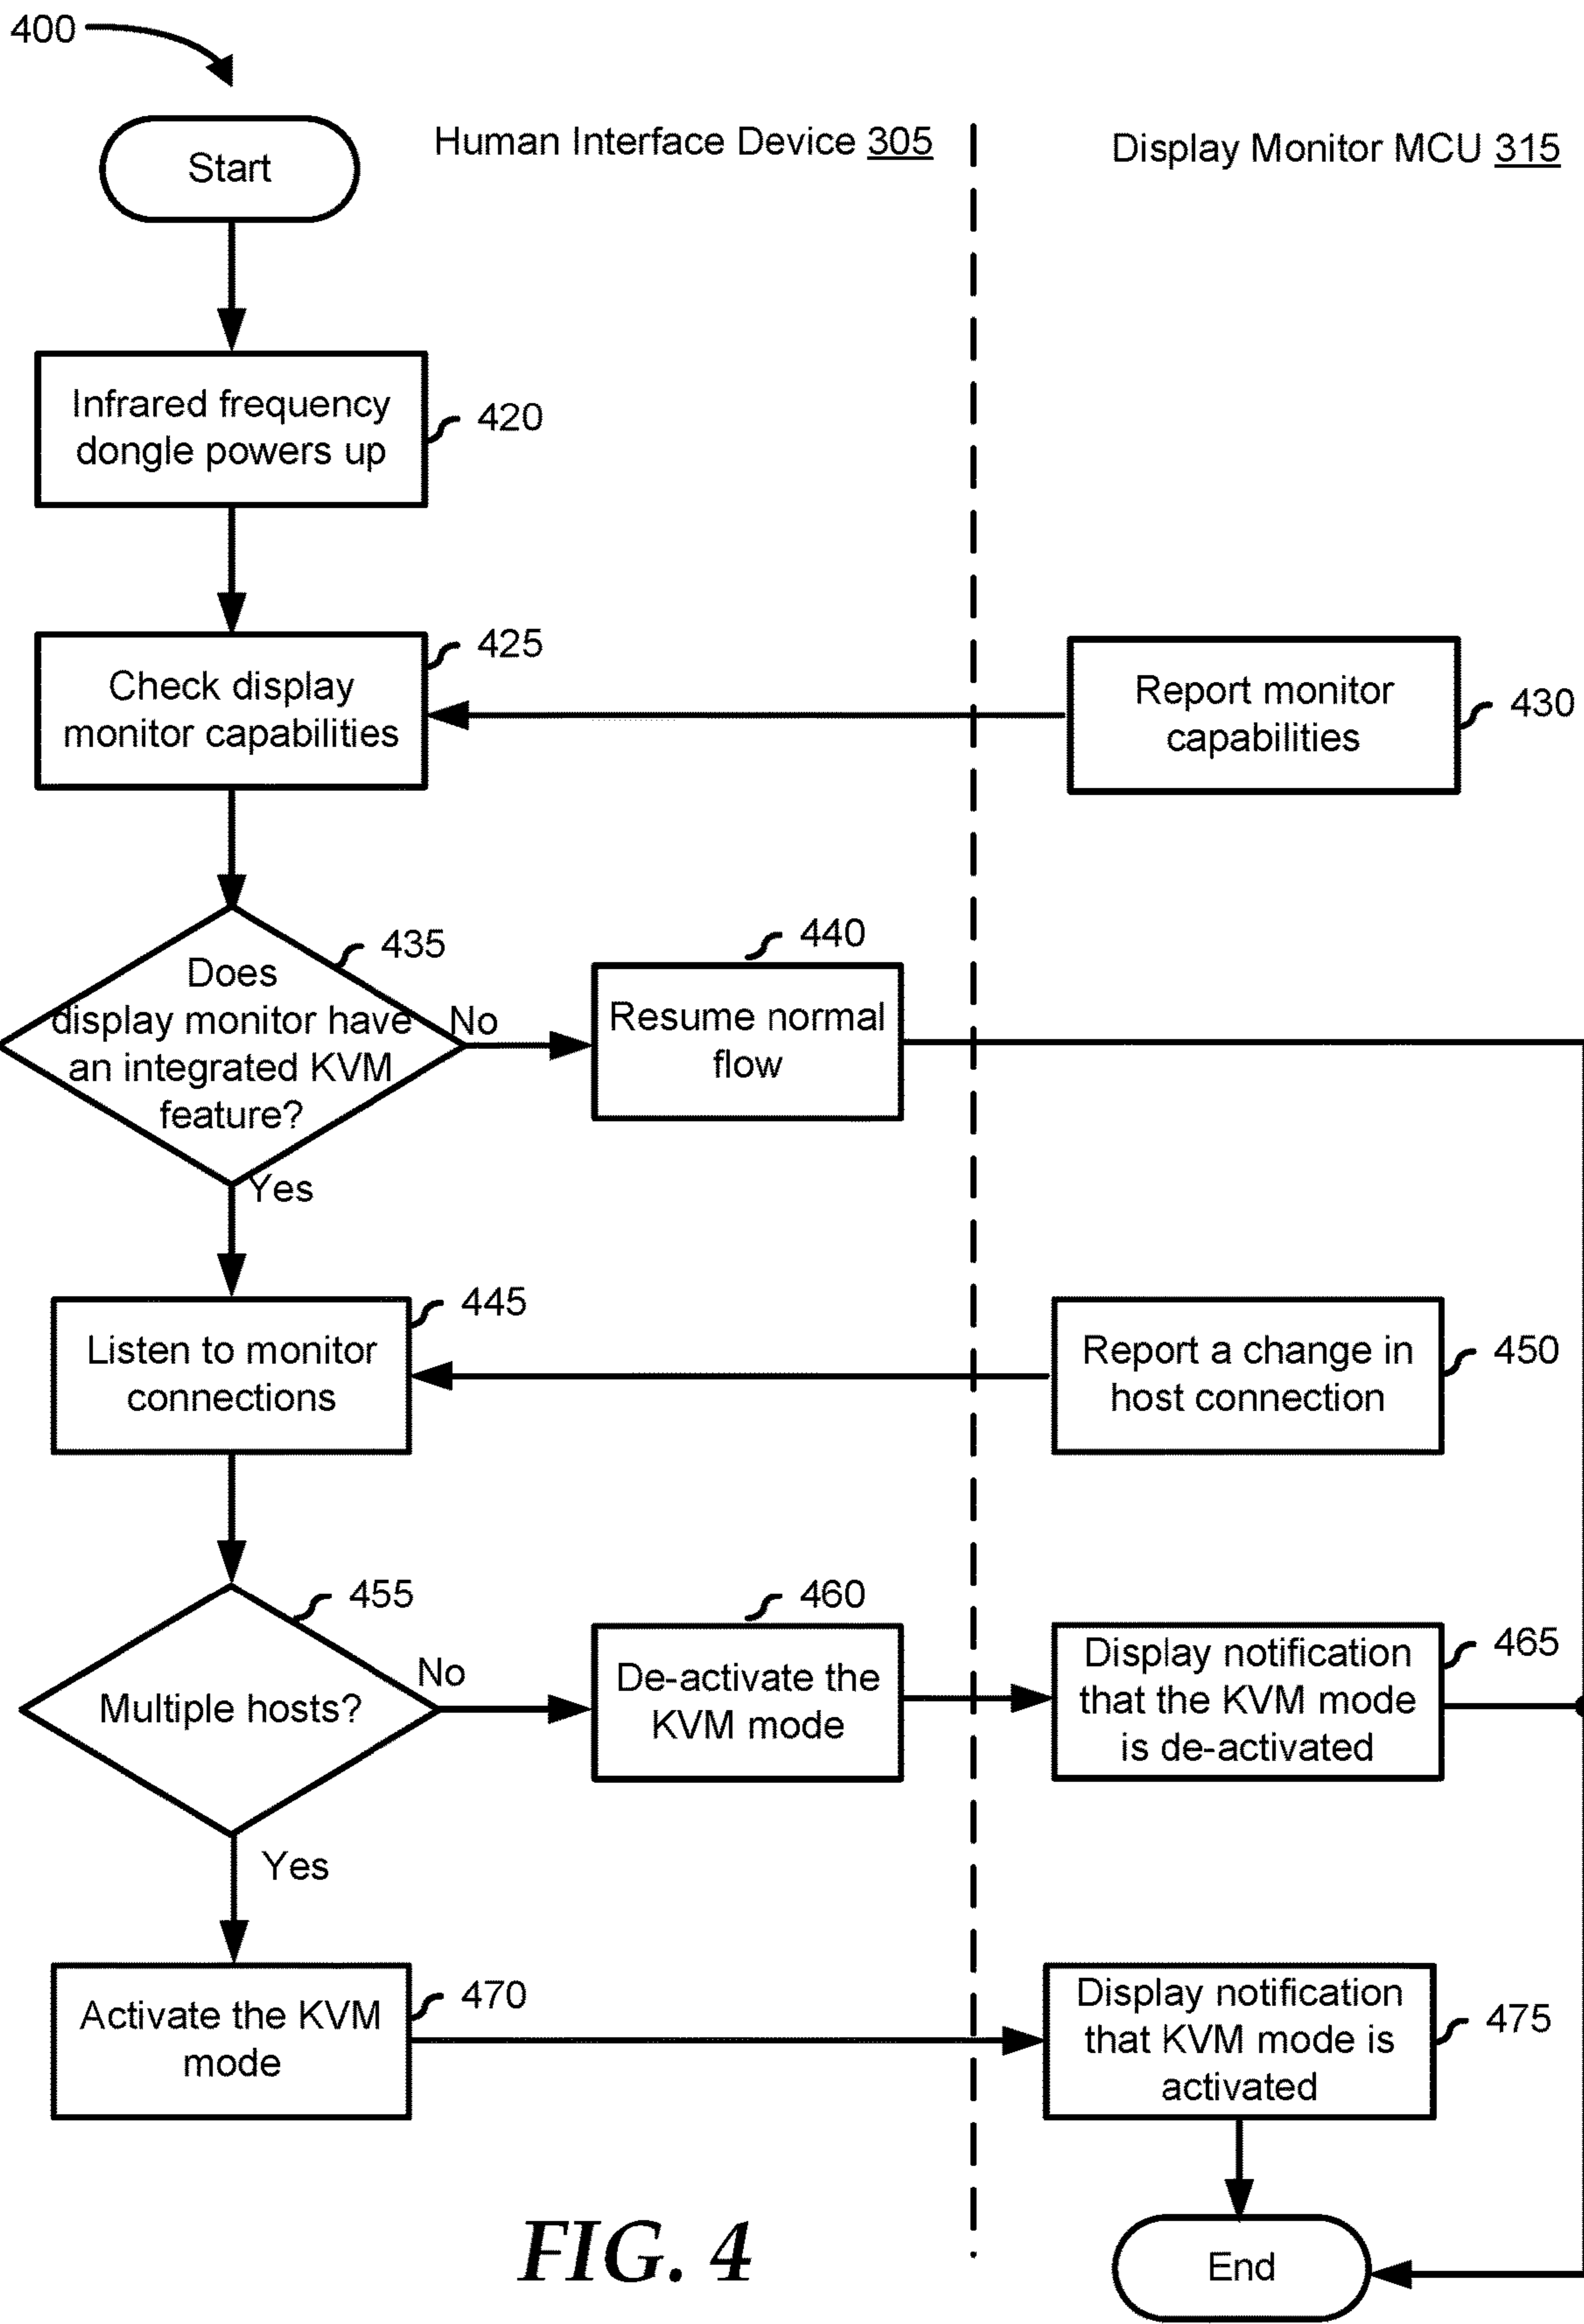 400
Start
Human Interface Device 305
Display Monitor MCU 315
Infrared frequency
dongle powers up
420
Check display
monitor capabilities
425
Report monitor
capabilities
430
Does
display monitor have
an integrated KVM
feature?
435
No
Yes
Resume normal
flow
440
Listen to monitor
connections
445
Report a change in
host connection
450
Multiple hosts?
455
No
Yes
De-activate the
KVM mode
460
Display notification
that the KVM mode
is de-activated
465
Activate the KVM
mode
470
Display notification
that KVM mode is
activated
475
End
FIG. 4